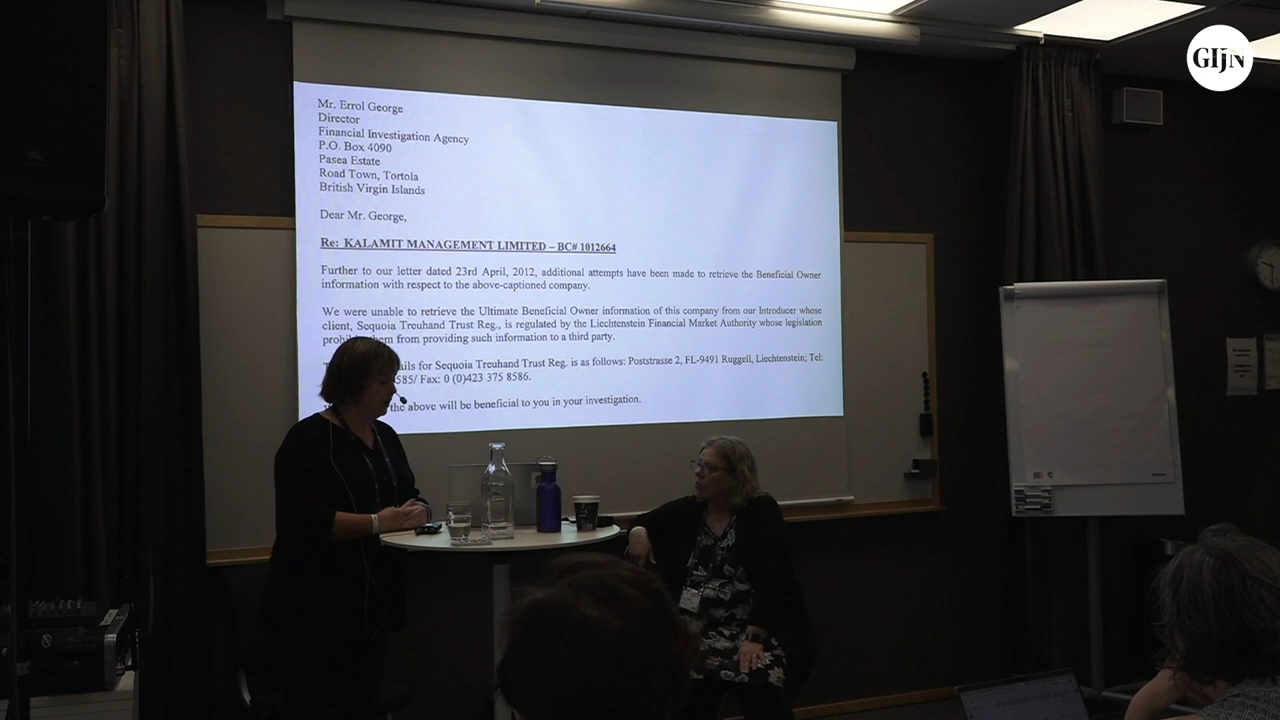 GIJN
Mr. Errol George
Director
Financial Investigation Agency
P.O. Box 4090
Pasea Estate
Road Town, Tortola
British Virgin Islands
Dear Mr. George,
Re: KALAMIT MANAGEMENT LIMITED – BC# 1012664
Further to our letter dated 23rd April, 2012, additional attempts have been made to retrieve the Beneficial Owner
information with respect to the above-captioned company.
We were unable to retrieve the Ultimate Beneficial Owner information of this company from our Introducer whose
client, Sequoia Treuhand Trust Reg., is regulated by the Liechtenstein Financial Market Authority whose legislation
from providing such information to a third party.
for Sequoia Treuhand Trust Reg. is as follows: Poststrasse 2, FL-9491 Ruggell, Liechtenstein; Tel:
585/ Fax: 0 (0)423 375 8586.
the above will be beneficial to you in your investigation.